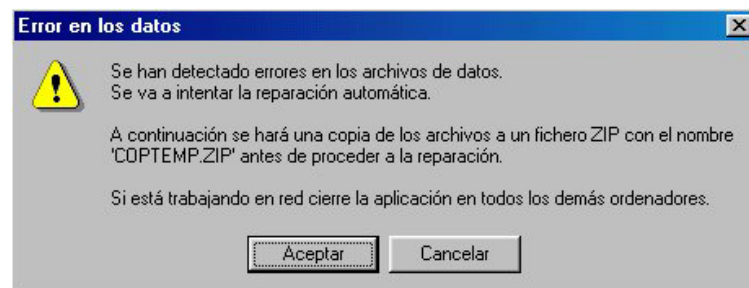 Error en los datos
Se han detectado errores en los archivos de datos.
Se va a intentar la reparación automática.
A continuación se hará una copia de los archivos a un fichero ZIP con el nombre
'COPTEMP.ZIP' antes de proceder a la reparación.
Si está trabajando en red cierre la aplicación en todos los demás ordenadores.
Aceptar
Cancelar